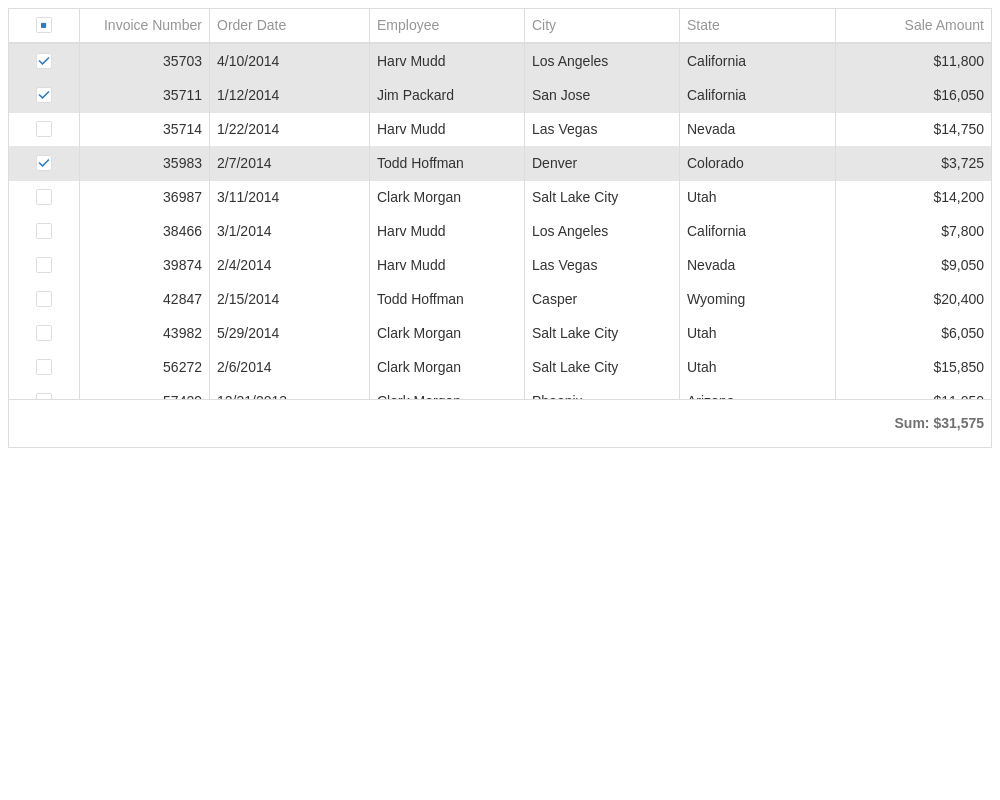 Invoice Number Order Date Employee City State Sale Amount
35703 4/10/2014 Harv Mudd Los Angeles California $11,800
35711 1/12/2014 Jim Packard San Jose California $16,050
35714 1/22/2014 Harv Mudd Las Vegas Nevada $14,750
35983 2/7/2014 Todd Hoffman Denver Colorado $3,725
36987 3/11/2014 Clark Morgan Salt Lake City Utah $14,200
38466 3/1/2014 Harv Mudd Los Angeles California $7,800
39874 2/4/2014 Harv Mudd Las Vegas Nevada $9,050
42847 2/15/2014 Todd Hoffman Casper Wyoming $20,400
43982 5/29/2014 Clark Morgan Salt Lake City Utah $6,050
56272 2/6/2014 Clark Morgan Salt Lake City Utah $15,850
Clark Morgan Phoenix Arizona
Sum: $31,575